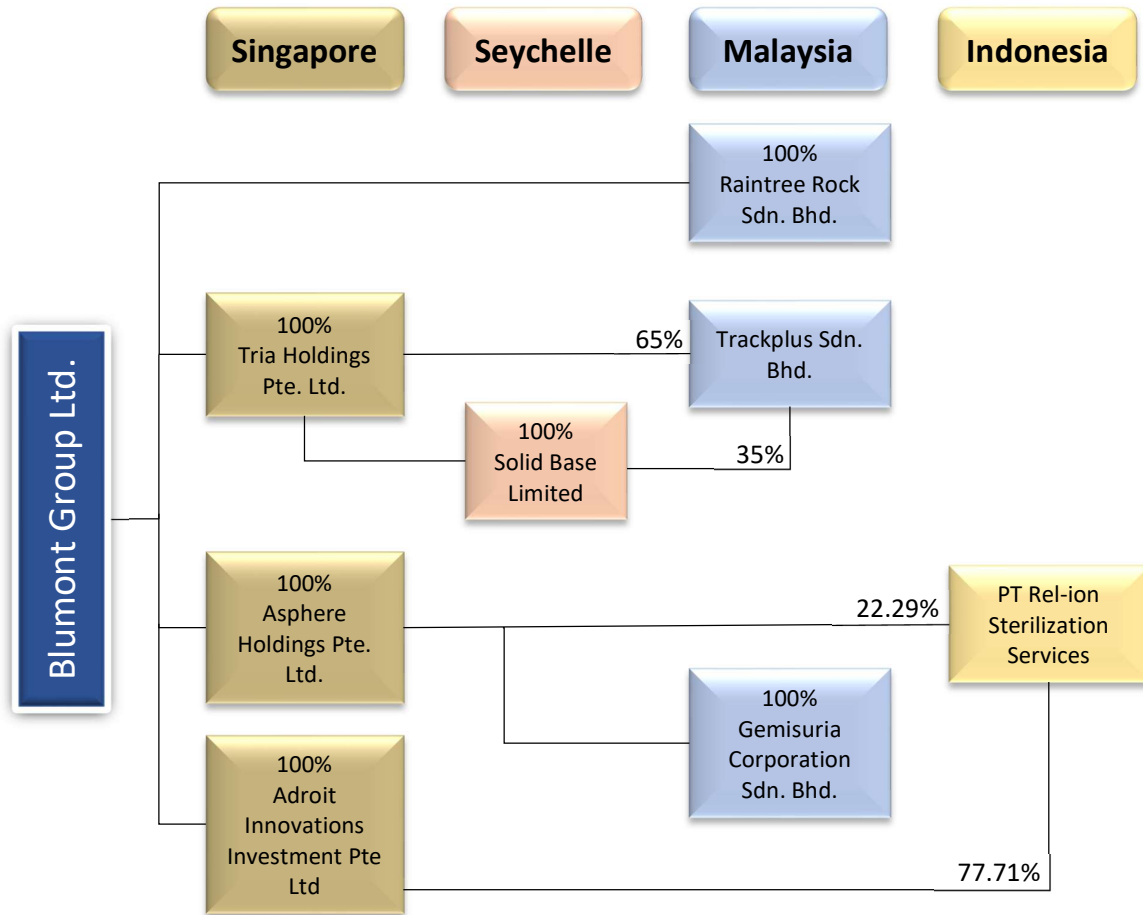 Singapore
Seychelle
Malaysia
Indonesia
100%
Raintree Rock
Sdn. Bhd.
Blumont Group Ltd.
100%
Tria Holdings
Pte. Ltd.
65%
Trackplus Sdn.
Bhd.
100%
Solid Base
Limited
35%
100%
Asphere
Holdings Pte.
Ltd.
22.29%
PT Rel-ion
Sterilization
Services
100%
Gemisuria
Corporation
Sdn. Bhd.
100%
Adroit
Innovations
Investment Pte
Ltd
77.71%